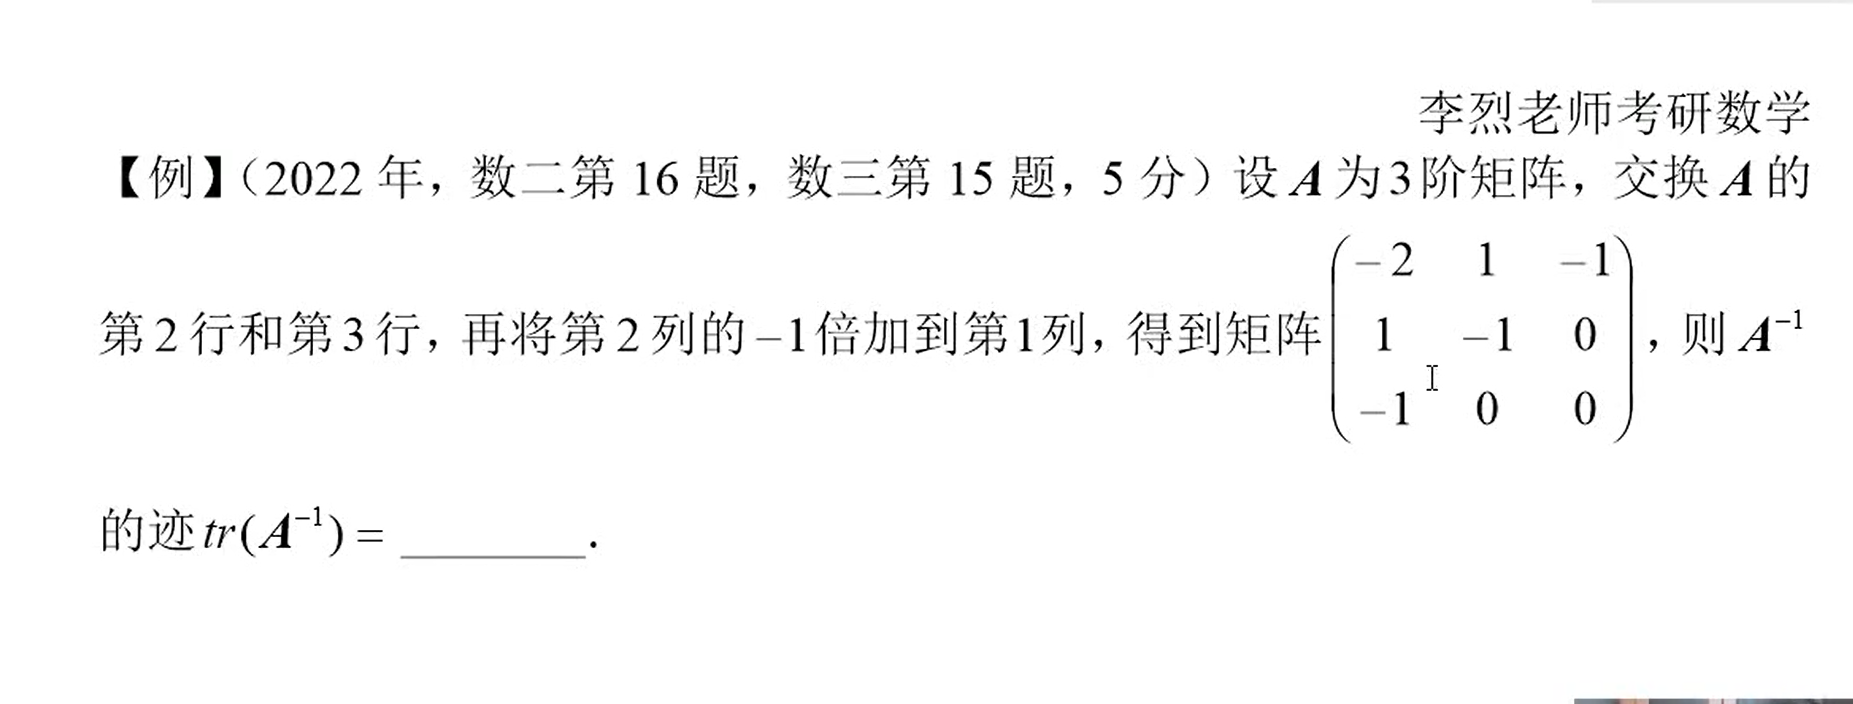 李烈老师考研数学
【例】（2022 年，数二第 16 题，数三第 15 题，5 分）设 A 为3阶矩阵，交换 A 的
第 2 行和第 3 行，再将第 2 列的 −1倍加到第1列，得到矩阵 $\begin{pmatrix} -2 & 1 & -1 \\ 1 & -1 & 0 \\ -1 & 0 & 0 \end{pmatrix}$，则 $A^{-1}$
的迹 $tr(A^{-1}) =$ ________.